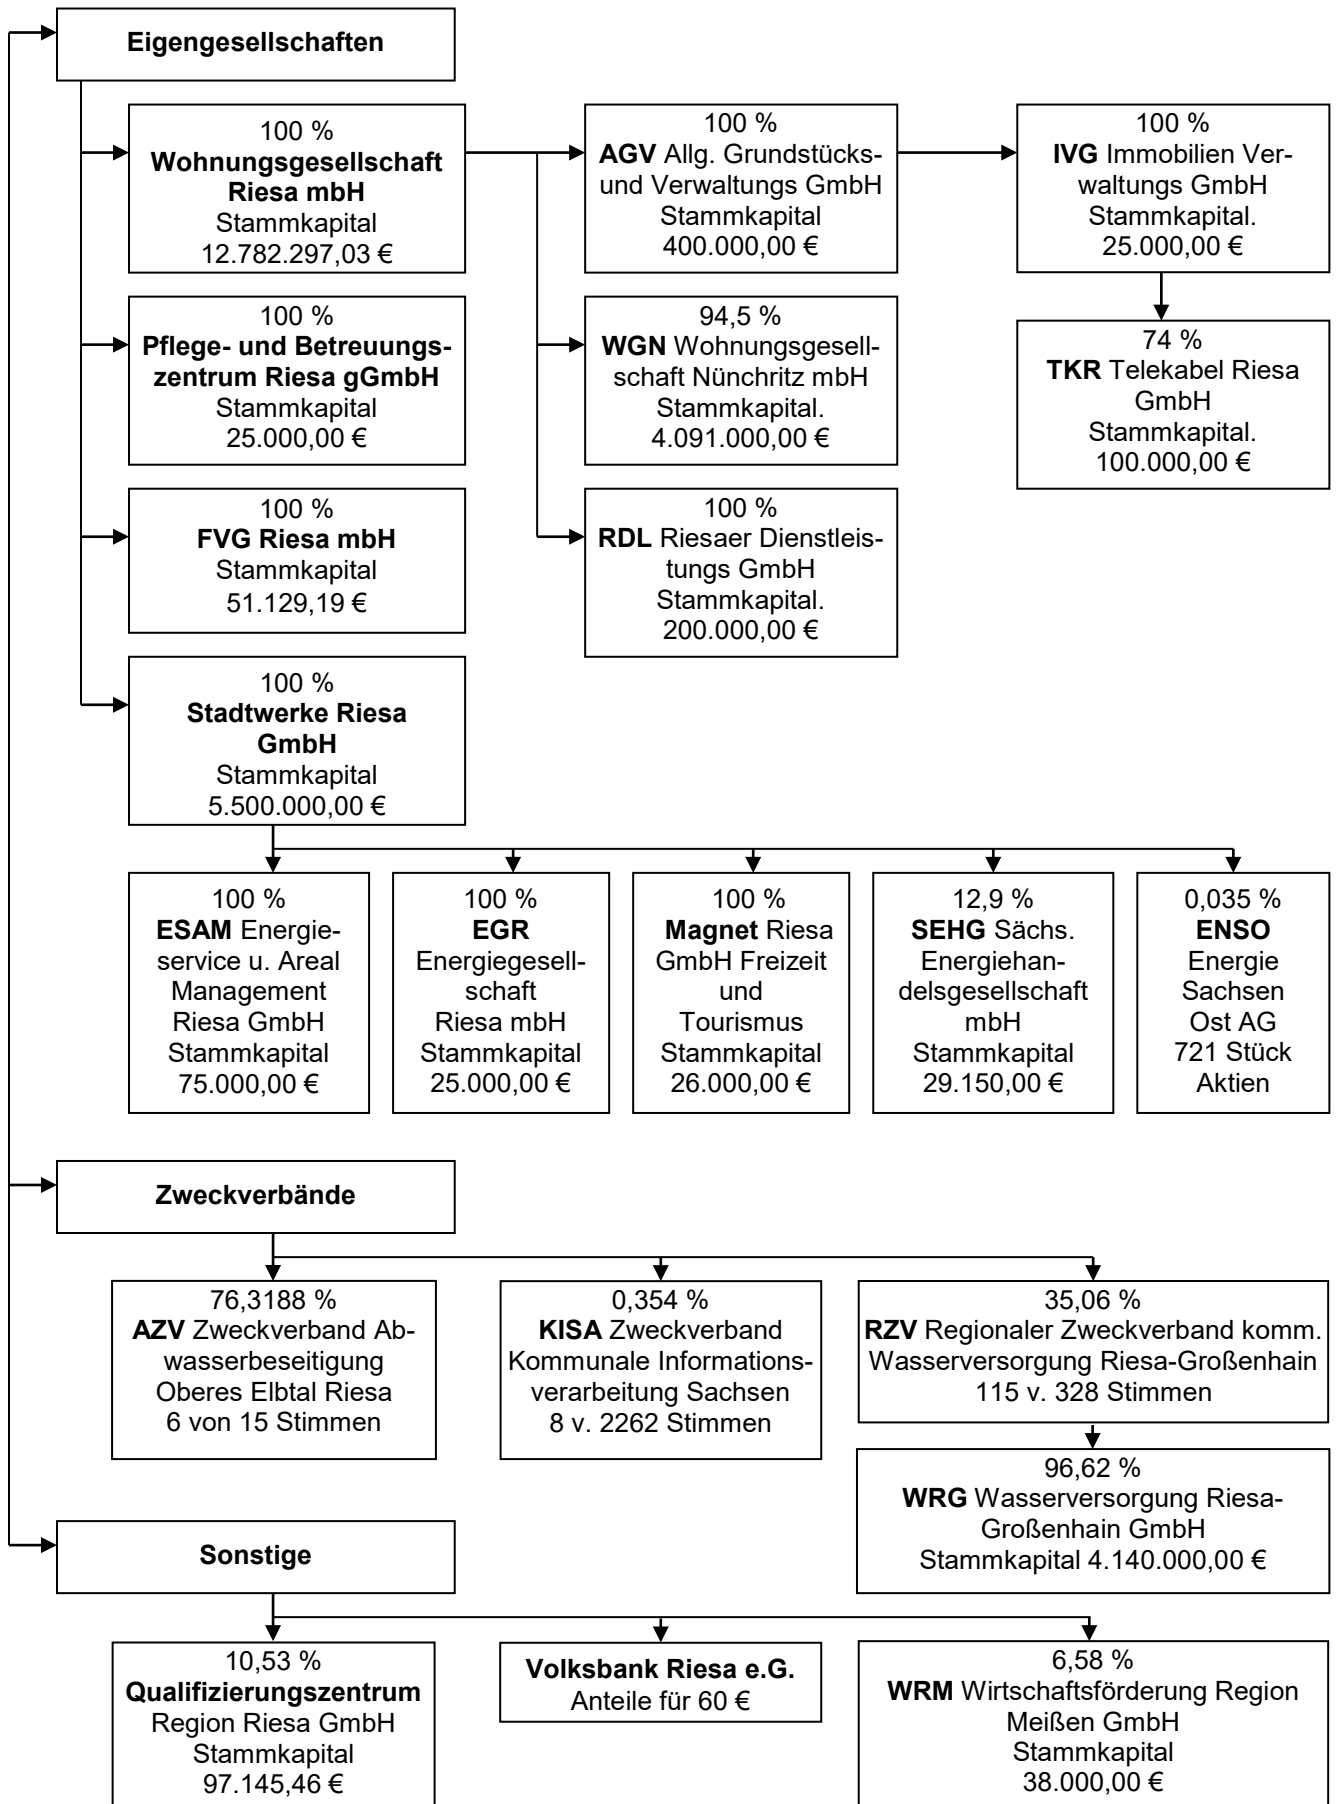 Eigengesellschaften
100 %
Wohnungsgesellschaft
Riesa mbH
Stammkapital
12.782.297,03 €
100 %
AGV Allg. Grundstücks-
und Verwaltungs GmbH
Stammkapital
400.000,00 €
100 %
IVG Immobilien Ver-
waltungs GmbH
Stammkapital.
25.000,00 €
100 %
Pflege- und Betreuungs-
zentrum Riesa gGmbH
Stammkapital
25.000,00 €
94,5 %
WGN Wohnungsgesell-
schaft Nünchritz mbH
Stammkapital.
4.091.000,00 €
74 %
TKR Telekabel Riesa
GmbH
Stammkapital.
100.000,00 €
100 %
FVG Riesa mbH
Stammkapital
51.129,19 €
100 %
RDL Riesaer Dienstleis-
tungs GmbH
Stammkapital.
200.000,00 €
100 %
Stadtwerke Riesa
GmbH
Stammkapital
5.500.000,00 €
100 %
ESAM Energie-
service u. Areal
Management
Riesa GmbH
Stammkapital
75.000,00 €
100 %
EGR
Energiegesell-
schaft
Riesa mbH
Stammkapital
25.000,00 €
100 %
Magnet Riesa
GmbH Freizeit
und
Tourismus
Stammkapital
26.000,00 €
12,9 %
SEHG Sächs.
Energiehan-
delsgesellschaft
mbH
Stammkapital
29.150,00 €
0,035 %
ENSO
Energie
Sachsen
Ost AG
721 Stück
Aktien
Zweckverbände
76,3188 %
AZV Zweckverband Ab-
wasserbeseitigung
Oberes Elbtal Riesa
6 von 15 Stimmen
0,354 %
KISA Zweckverband
Kommunale Informations-
verarbeitung Sachsen
8 v. 2262 Stimmen
35,06 %
RZV Regionaler Zweckverband komm.
Wasserversorgung Riesa-Großenhain
115 v. 328 Stimmen
96,62 %
WRG Wasserversorgung Riesa-
Großenhain GmbH
Stammkapital 4.140.000,00 €
Sonstige
10,53 %
Qualifizierungszentrum
Region Riesa GmbH
Stammkapital
97.145,46 €
Volksbank Riesa e.G.
Anteile für 60 €
6,58 %
WRM Wirtschaftsförderung Region
Meißen GmbH
Stammkapital
38.000,00 €